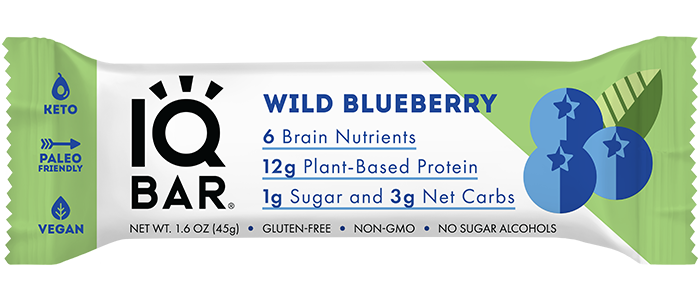 KETO
PALEO
FRIENDLY
VEGAN
IQ
BAR®
WILD BLUEBERRY
6 Brain Nutrients
12g Plant-Based Protein
1g Sugar and 3g Net Carbs
NET WT. 1.6 OZ (45g) • GLUTEN-FREE • NON-GMO • NO SUGAR ALCOHOLS